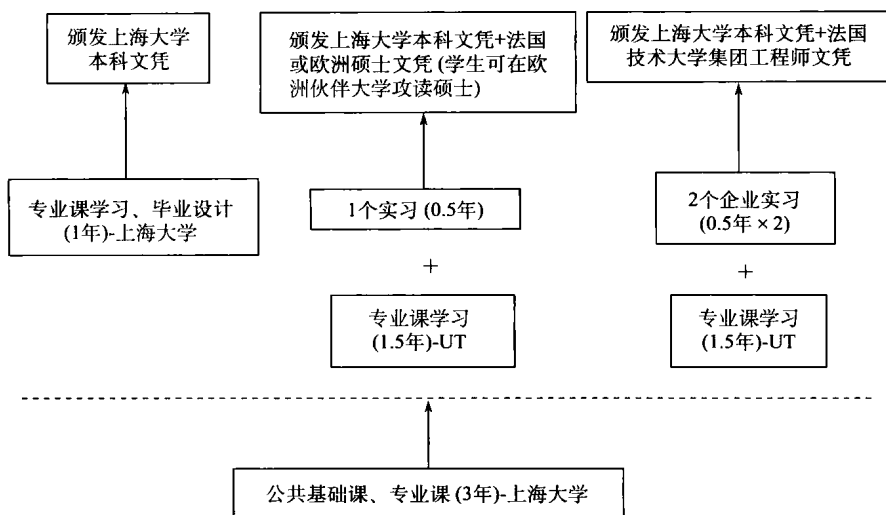 颁发上海大学
本科文凭
颁发上海大学本科文凭+法国
或欧洲硕士文凭 (学生可在欧
洲伙伴大学攻读硕士)
颁发上海大学本科文凭+法国
技术大学集团工程师文凭
专业课学习、毕业设计
(1年)-上海大学
1个实习 (0.5年)
2个企业实习
(0.5年 × 2)
+
+
专业课学习
(1.5年)-UT
专业课学习
(1.5年)-UT
公共基础课、专业课 (3年)-上海大学